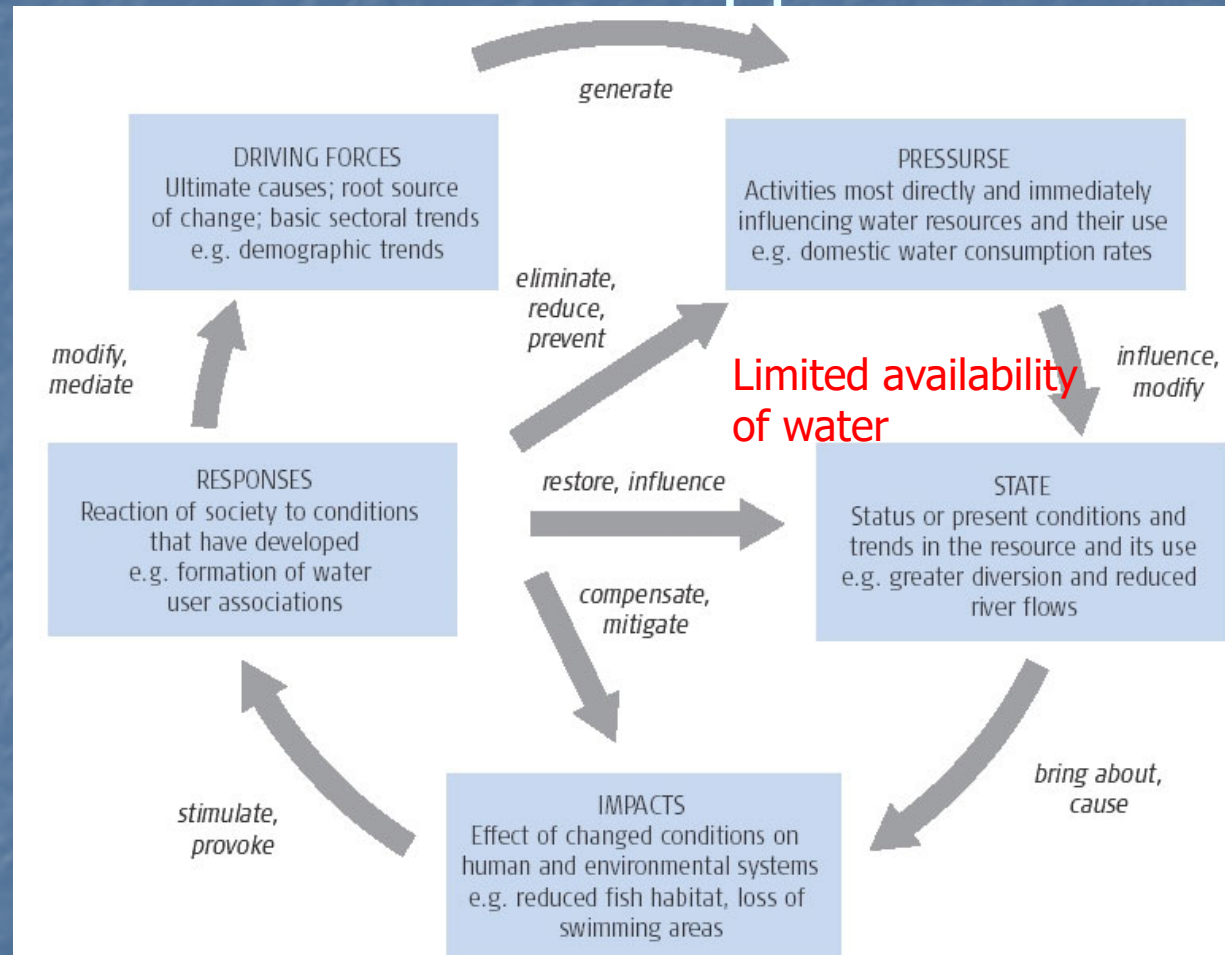 generate
DRIVING FORCES
Ultimate causes; root source
of change; basic sectoral trends
e.g. demographic trends
PRESSURSE
Activities most directly and immediately
influencing water resources and their use
e.g. domestic water consumption rates
eliminate,
reduce,
prevent
modify,
mediate
Limited availability
of water
influence,
modify
RESPONSES
Reaction of society to conditions
that have developed
e.g. formation of water
user associations
restore, influence
STATE
Status or present conditions and
trends in the resource and its use
e.g. greater diversion and reduced
river flows
compensate,
mitigate
bring about,
cause
stimulate,
provoke
IMPACTS
Effect of changed conditions on
human and environmental systems
e.g. reduced fish habitat, loss of
swimming areas